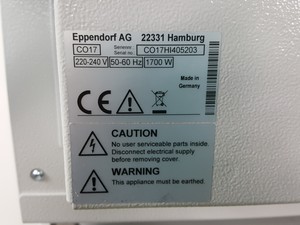 Eppendorf AG 22331 Hamburg
CO17 Seriennr. Serial no. CO17HI405203
220-240 V 50-60 Hz 1700 W
Made in
Germany
CE
CAUTION
No user serviceable parts inside.
Disconnect electrical supply
before removing cover.
WARNING
This appliance must be earthed.